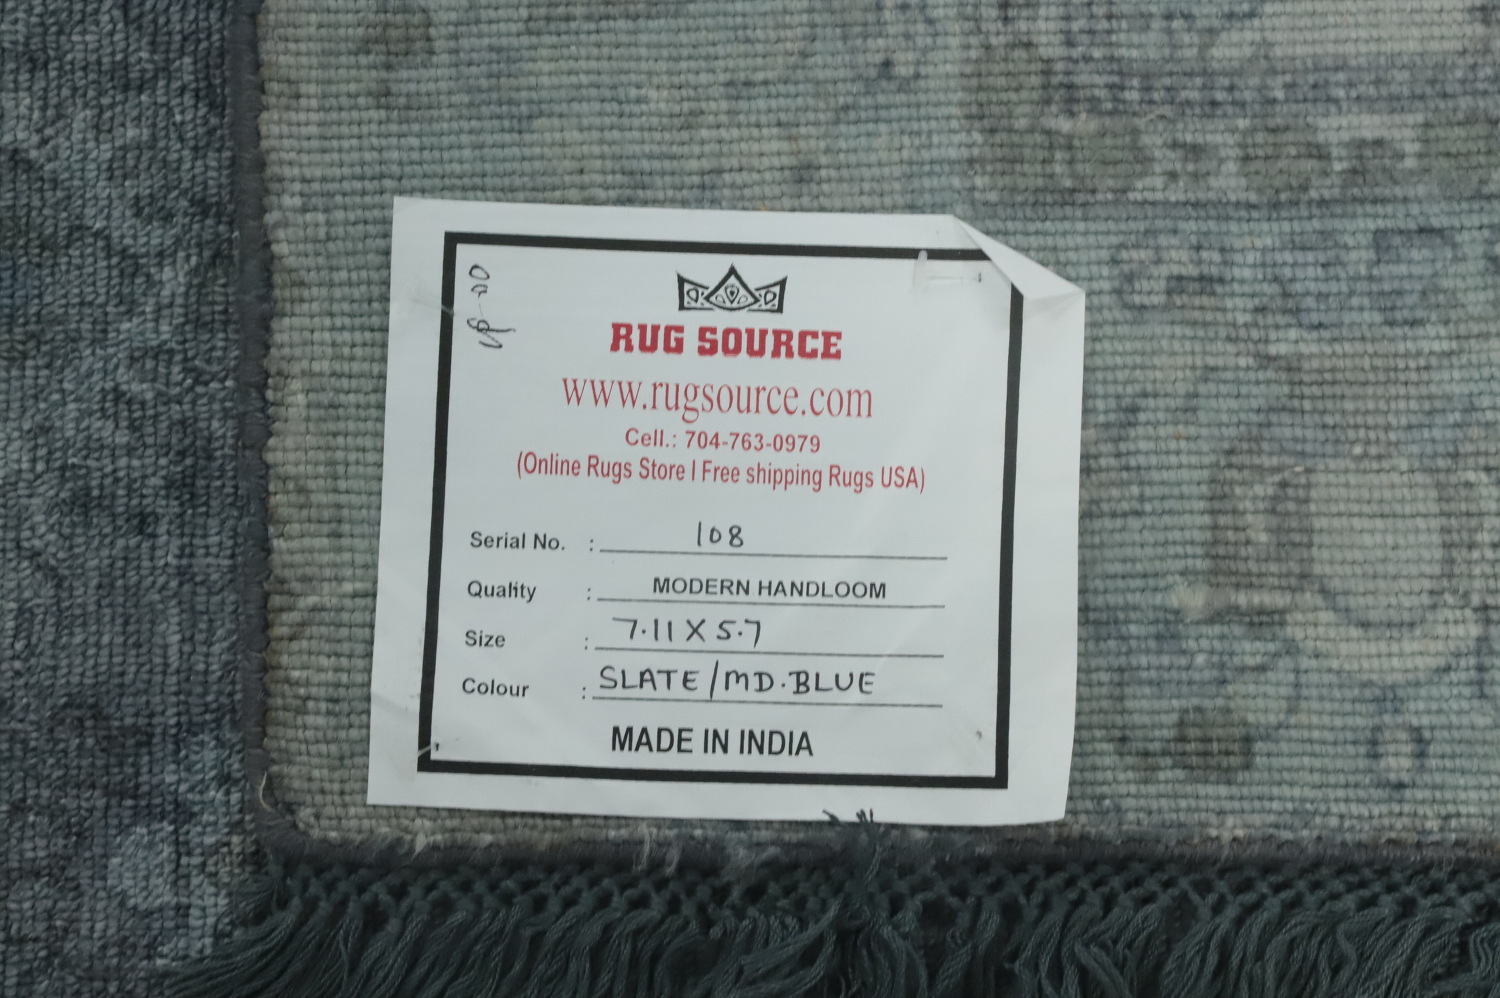 RUG SOURCE
www.rugsource.com
Cell.: 704-763-0979
(Online Rugs Store I Free shipping Rugs USA)
Serial No. : 108
Quality : MODERN HANDLOOM
Size : 7.11 X 5.7
Colour : SLATE/MD.BLUE
MADE IN INDIA